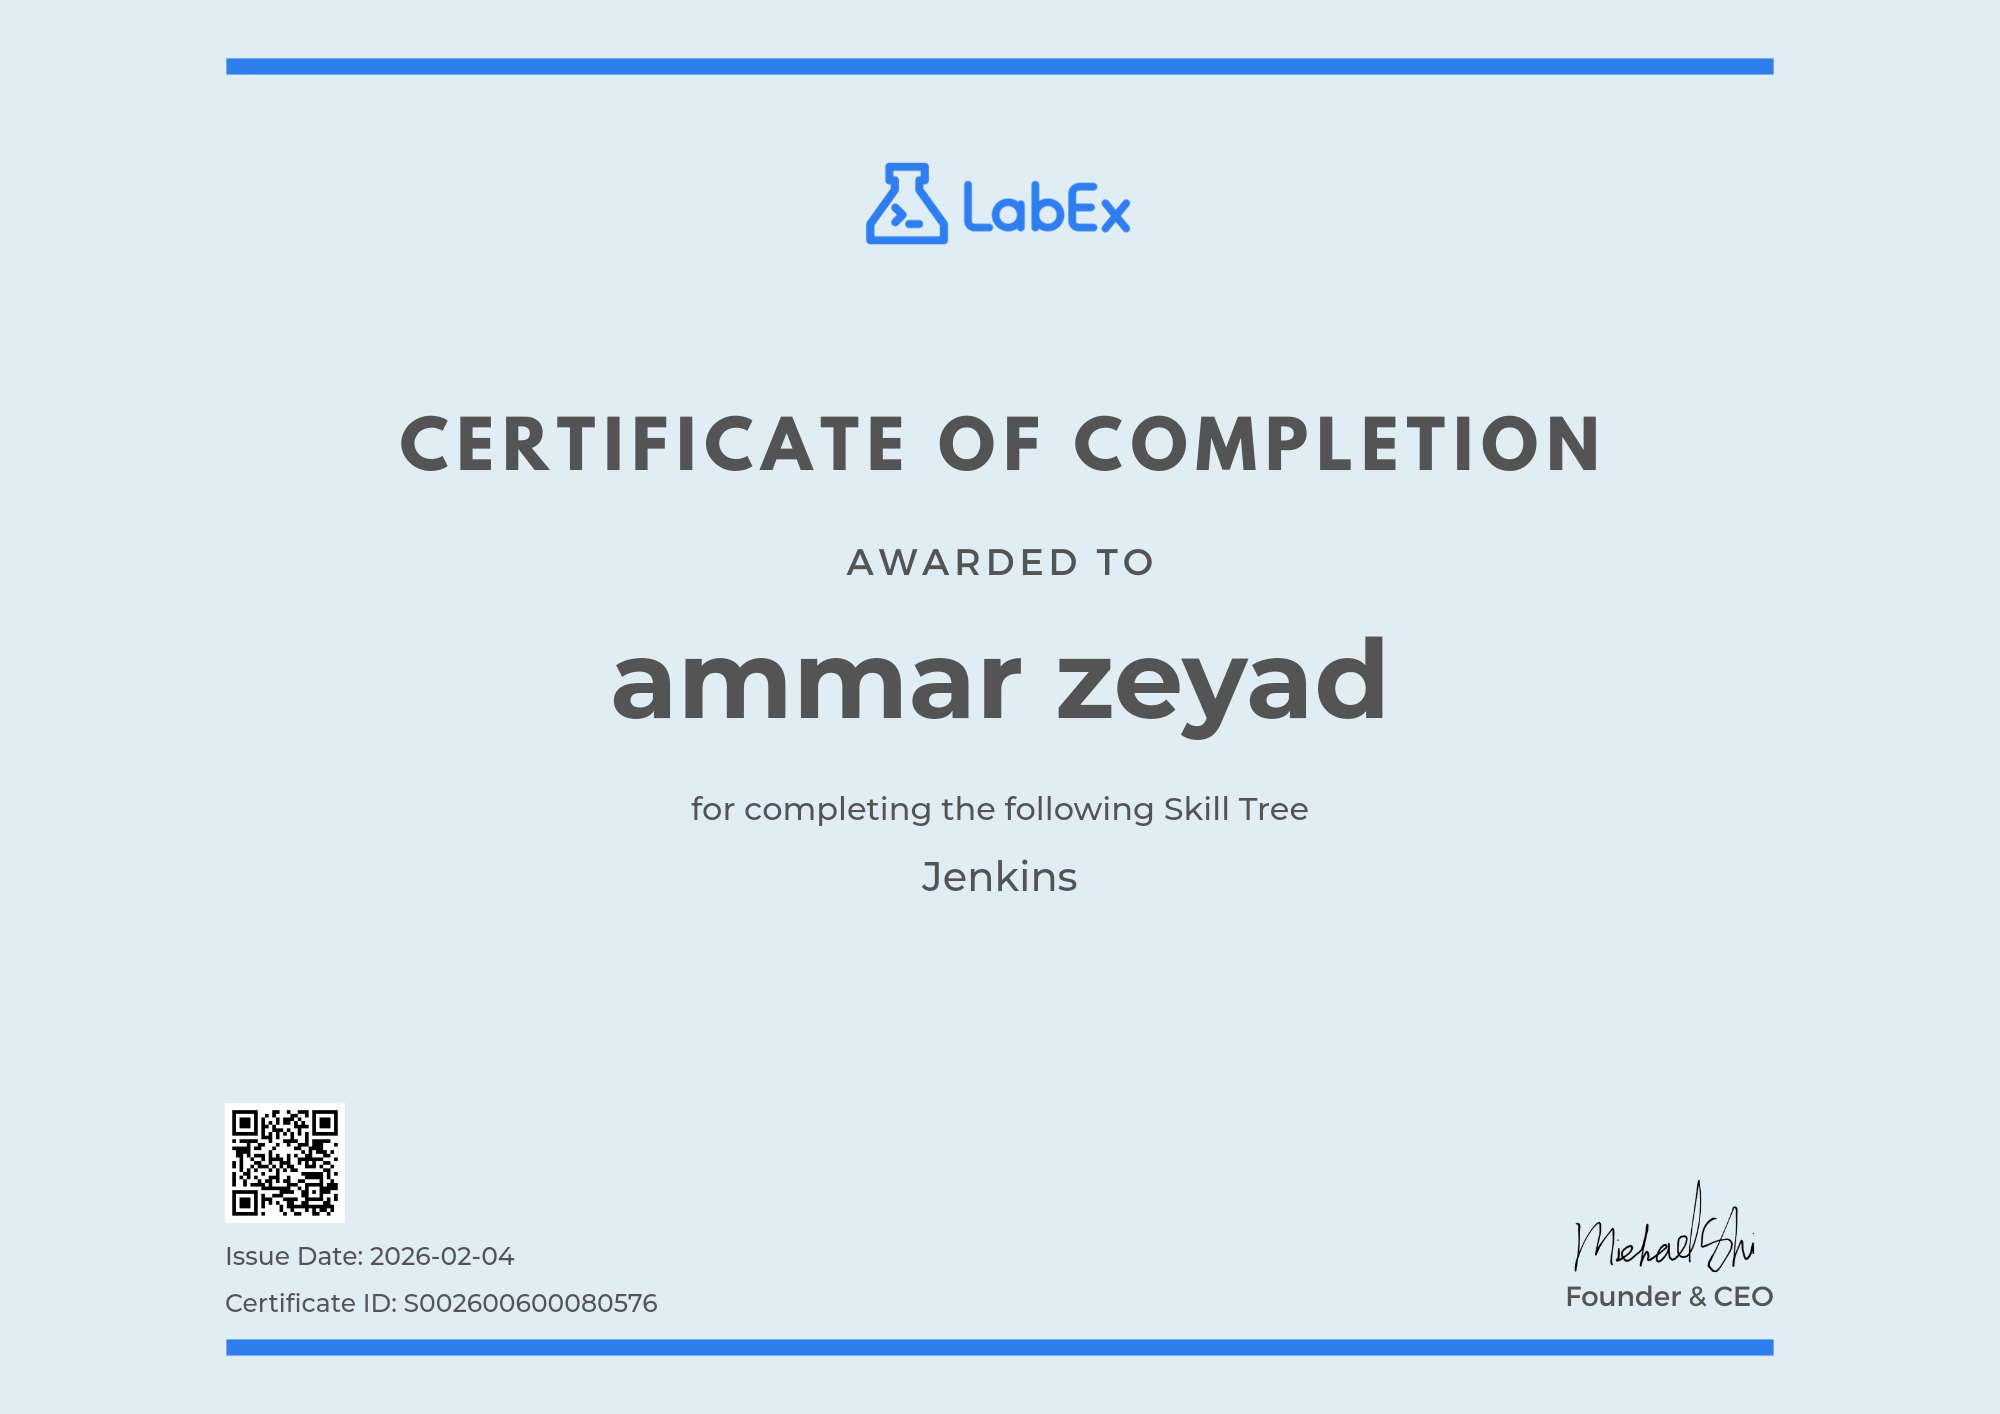 LabEx
CERTIFICATE OF COMPLETION
AWARDED TO
ammar zeyad
for completing the following Skill Tree
Jenkins
Issue Date: 2026-02-04
Certificate ID: S002600600080576
Michael Shi
Founder & CEO